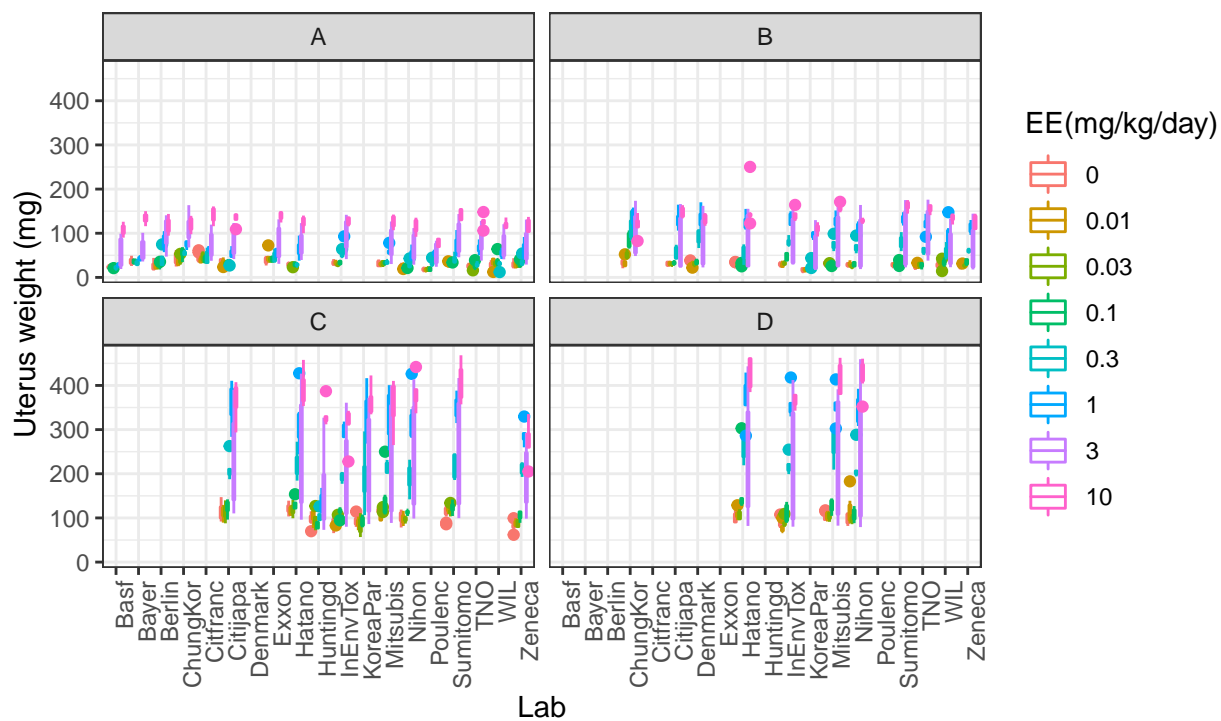 A
B
400
300
200
100
0
C
D
400
300
200
100
0
Uterus weight (mg)
Basf
Bayer
Berlin
ChungKor
Citfranc
Citijapa
Denmark
Exxon
Hatano
Huntingd
InEnvTox
KoreaPar
Mitsubis
Nihon
Poulenc
Sumitomo
TNO
WIL
Zeneca
Basf
Bayer
Berlin
ChungKor
Citfranc
Citijapa
Denmark
Exxon
Hatano
Huntingd
InEnvTox
KoreaPar
Mitsubis
Nihon
Poulenc
Sumitomo
TNO
WIL
Zeneca
Lab
EE(mg/kg/day)
0
0.01
0.03
0.1
0.3
1
3
10